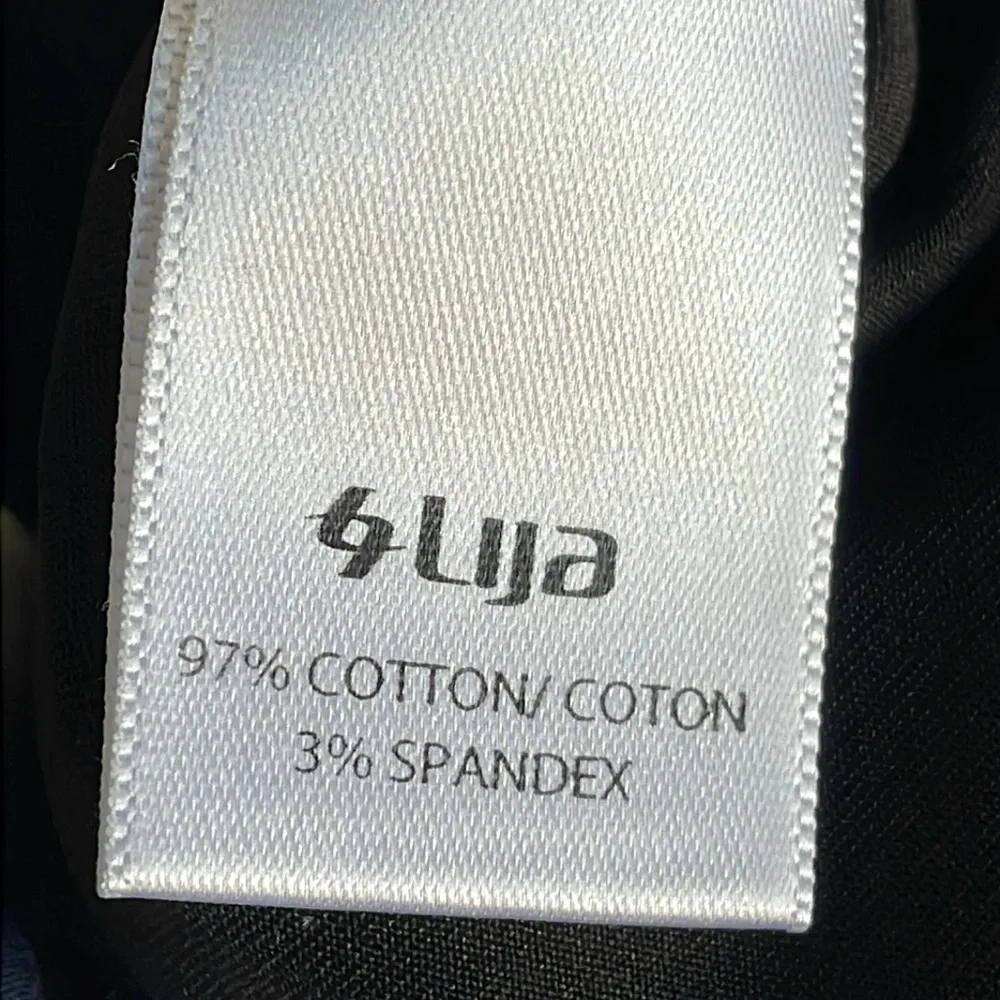 Lija
97% COTTON/ COTON
3% SPANDEX